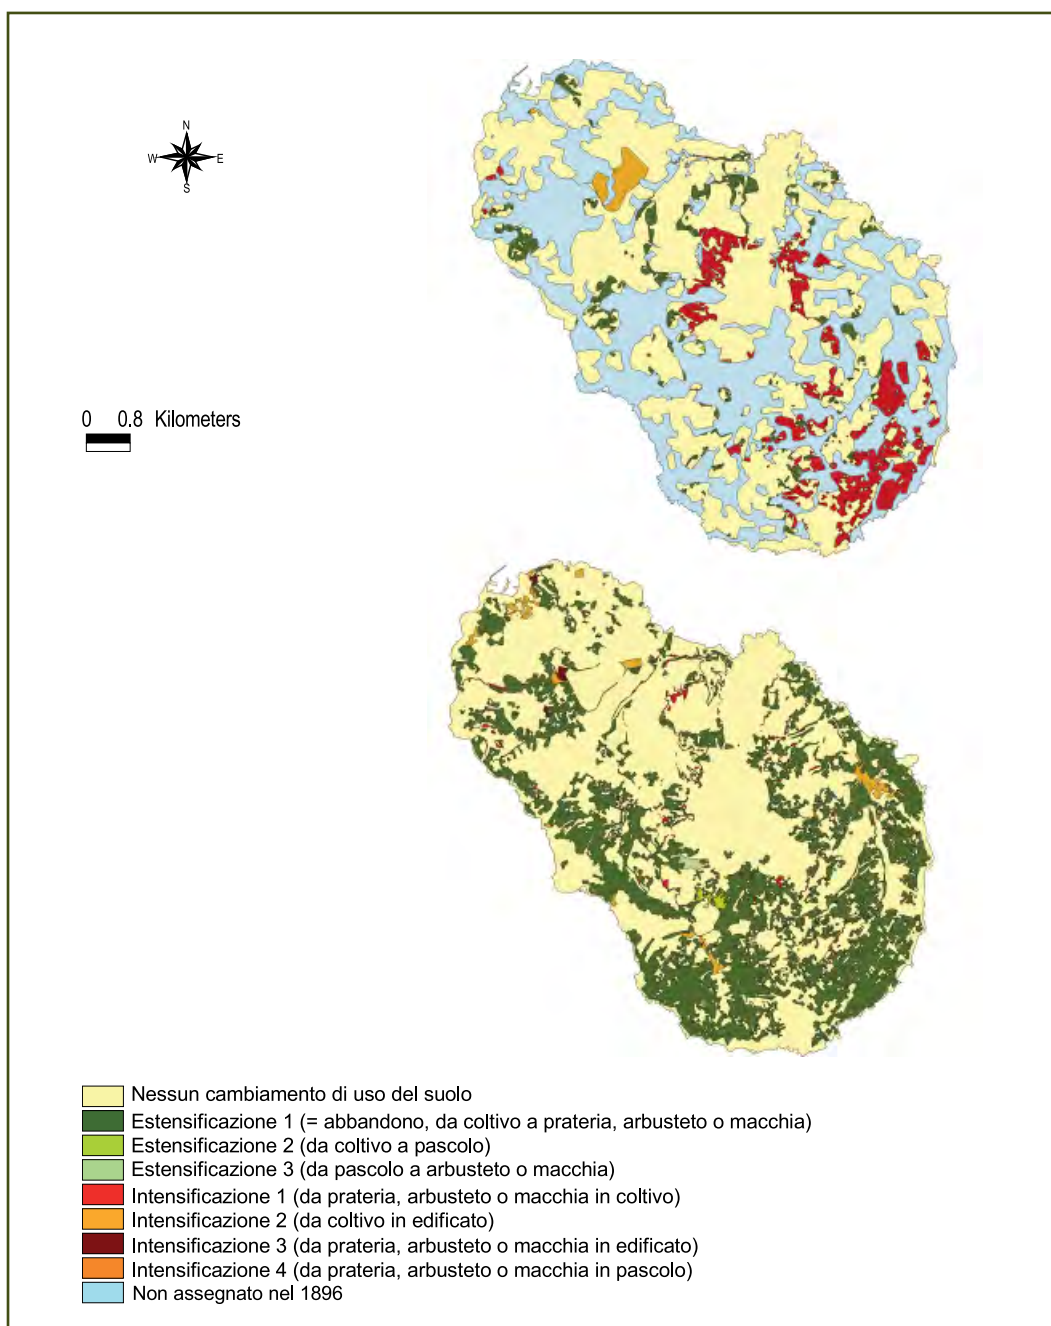 N
W E
S
0 0.8 Kilometers
Nessun cambiamento di uso del suolo
Estensificazione 1 (= abbandono, da coltivo a prateria, arbusteto o macchia)
Estensificazione 2 (da coltivo a pascolo)
Estensificazione 3 (da pascolo a arbusteto o macchia)
Intensificazione 1 (da prateria, arbusteto o macchia in coltivo)
Intensificazione 2 (da coltivo in edificato)
Intensificazione 3 (da prateria, arbusteto o macchia in edificato)
Intensificazione 4 (da prateria, arbusteto o macchia in pascolo)
Non assegnato nel 1896